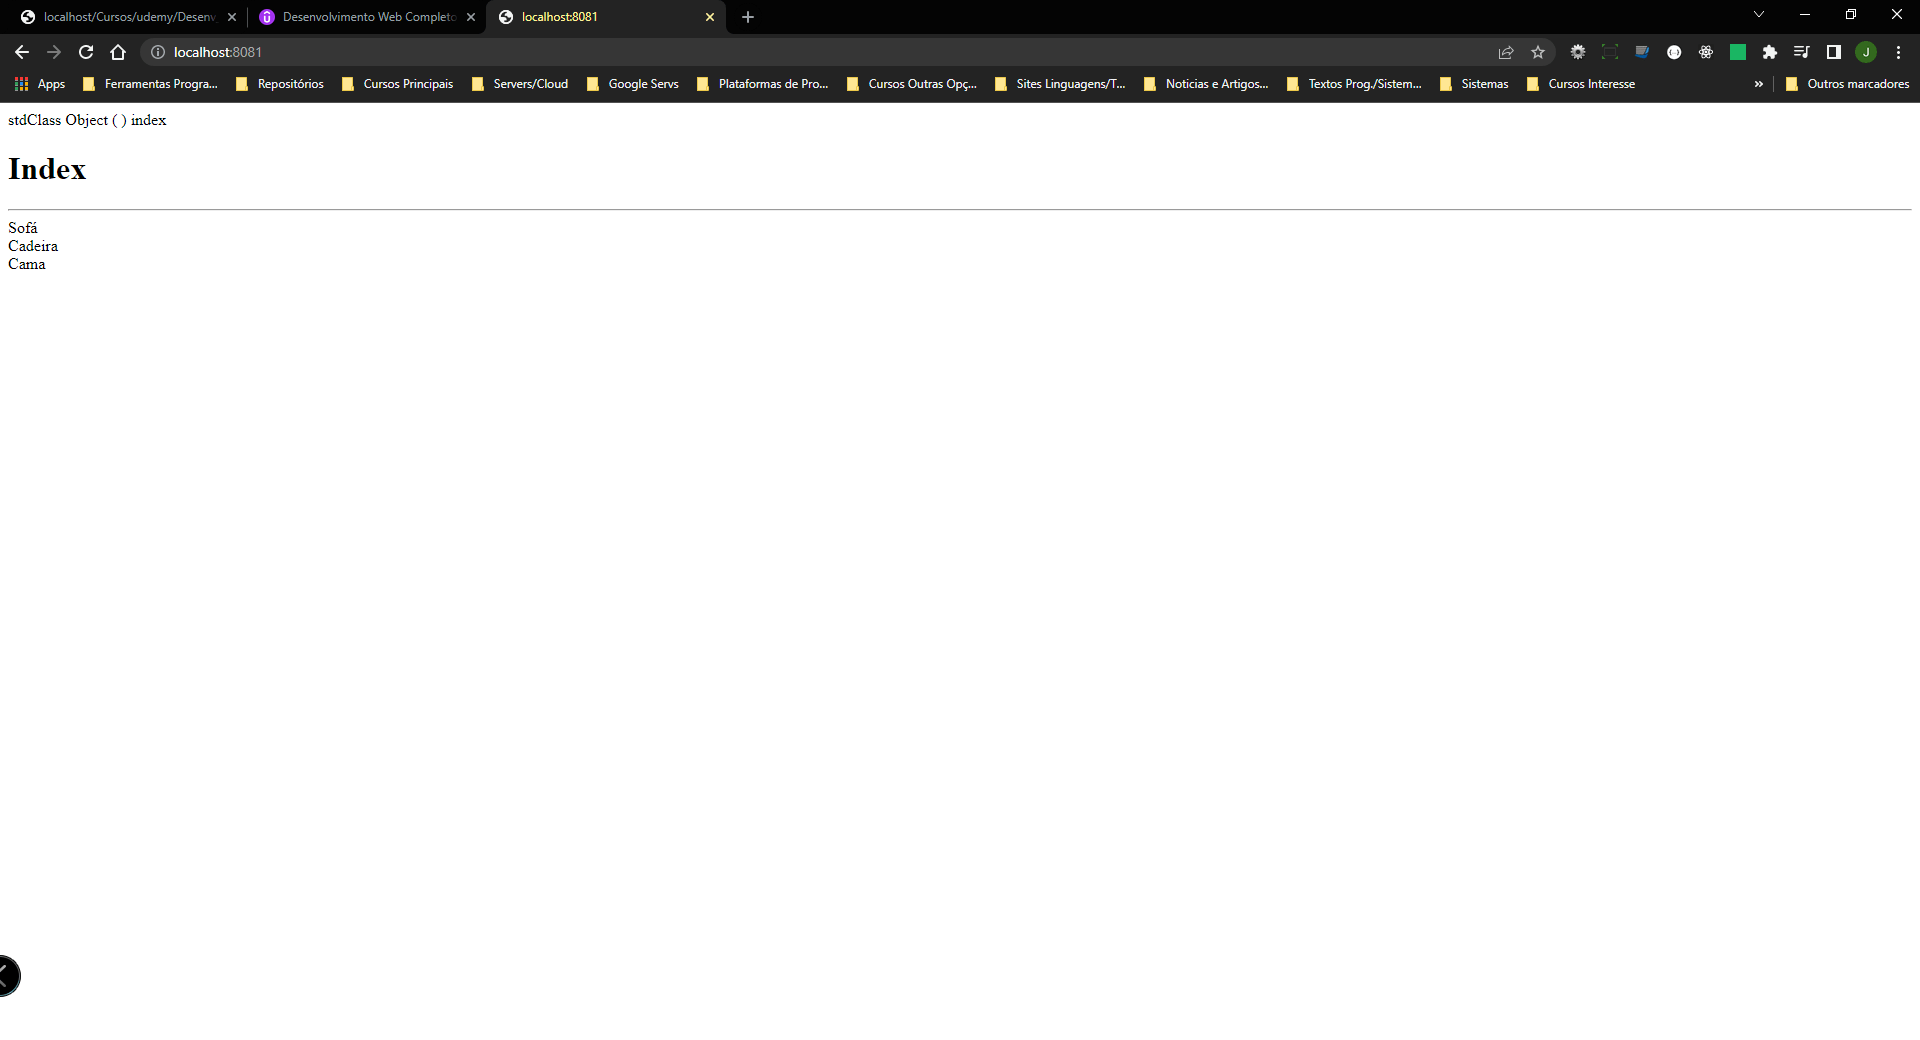 localhost/Cursos/udemy/Desenv
Desenvolvimento Web Completo
localhost:8081
localhost:8081
J
Apps
Ferramentas Progra...
Repositórios
Cursos Principais
Servers/Cloud
Google Servs
Plataformas de Pro...
Cursos Outras Opç...
Sites Linguagens/T...
Noticias e Artigos...
Textos Prog./Sistem...
Sistemas
Cursos Interesse
»
Outros marcadores
stdClass Object ( ) index
Index
Sofá
Cadeira
Cama